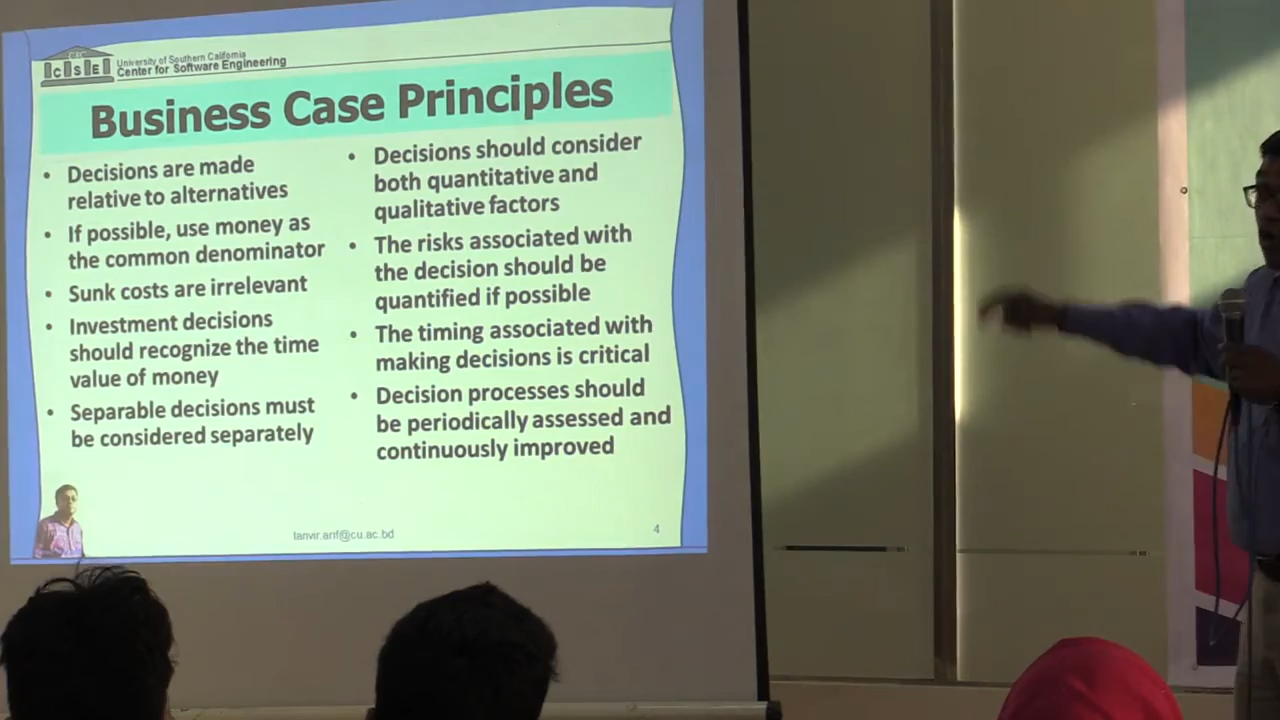 CSE
University of Southern California
Center for Software Engineering
Business Case Principles
• Decisions are made
relative to alternatives
• If possible, use money as
the common denominator
• Sunk costs are irrelevant
• Investment decisions
should recognize the time
value of money
• Separable decisions must
be considered separately
• Decisions should consider
both quantitative and
qualitative factors
• The risks associated with
the decision should be
quantified if possible
• The timing associated with
making decisions is critical
• Decision processes should
be periodically assessed and
continuously improved
tanvir.arif@cu.ac.bd
4